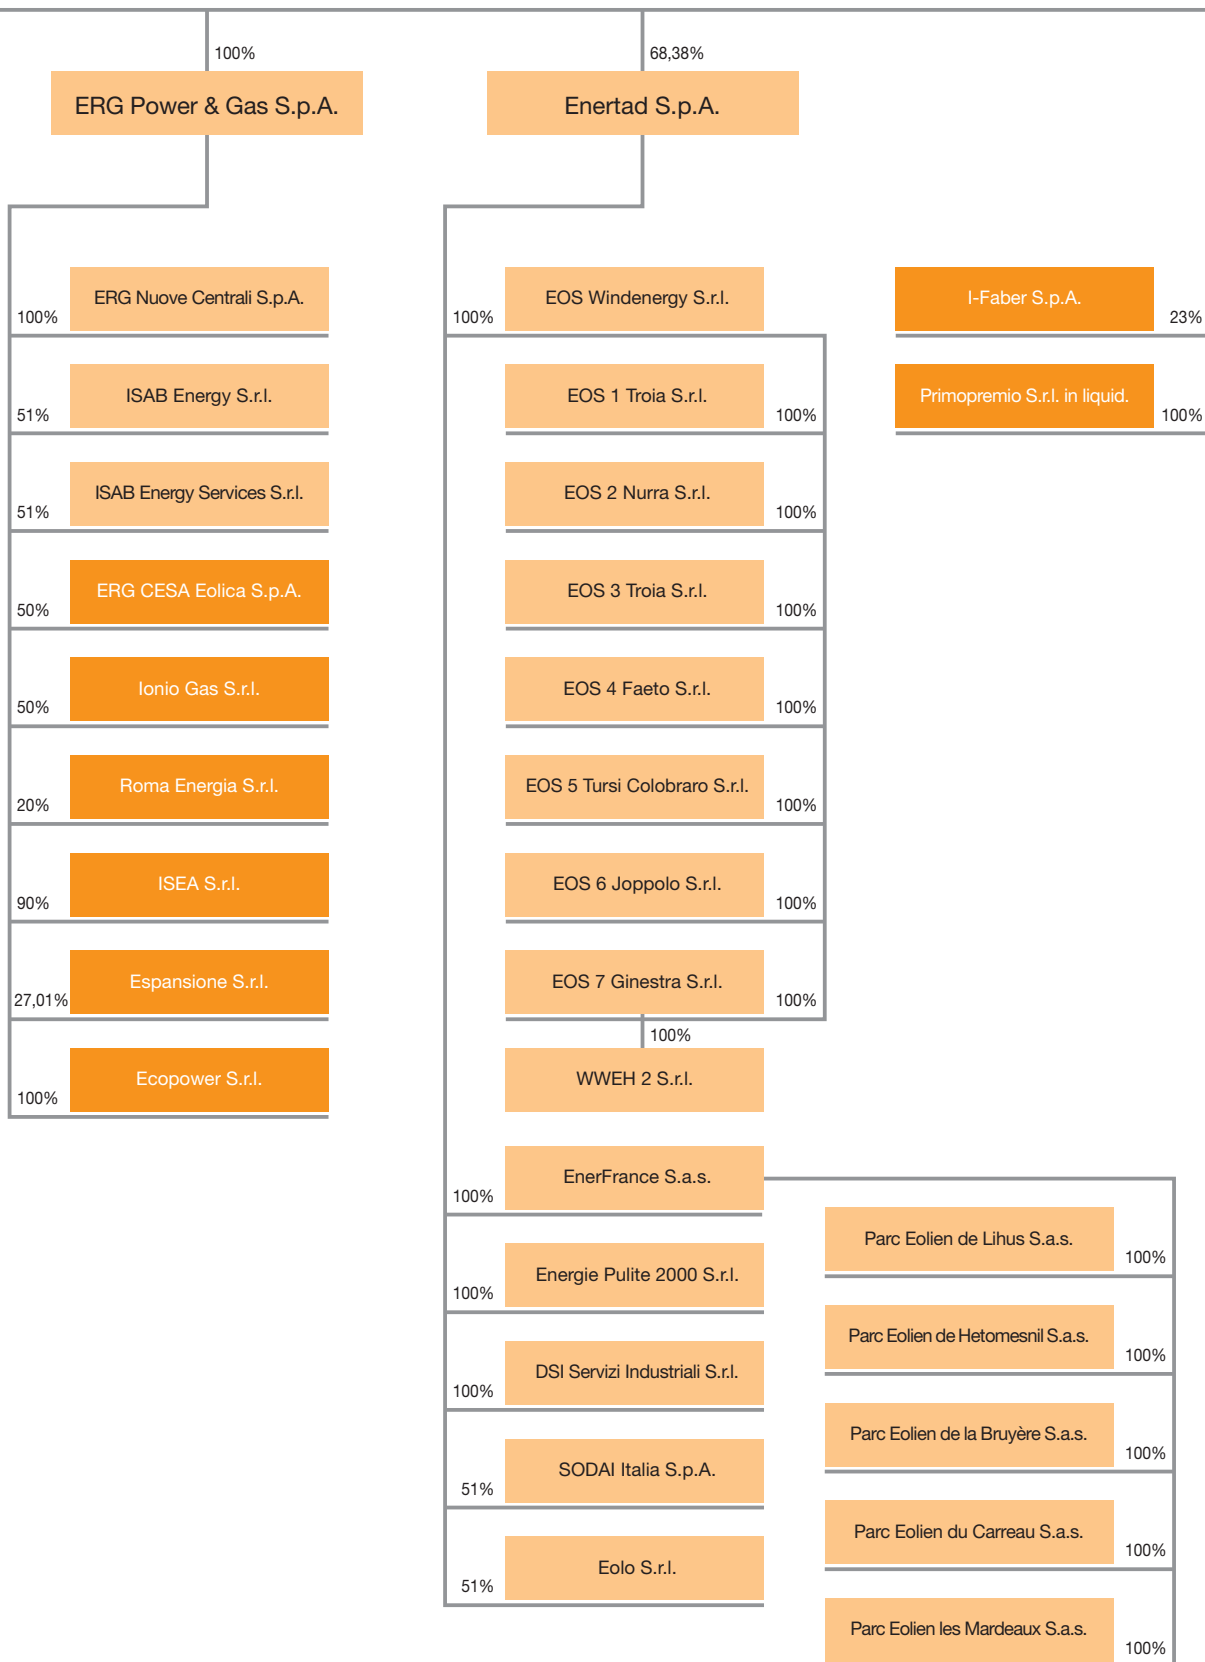 100%
ERG Power & Gas S.p.A.
68,38%
Enertad S.p.A.
ERG Nuove Centrali S.p.A.
100%
ISAB Energy S.r.l.
51%
ISAB Energy Services S.r.l.
51%
ERG CESA Eolica S.p.A.
50%
Ionio Gas S.r.l.
50%
Roma Energia S.r.l.
20%
ISEA S.r.l.
90%
Espansione S.r.l.
27,01%
Ecopower S.r.l.
100%
EOS Windenergy S.r.l.
100%
EOS 1 Troia S.r.l.
100%
EOS 2 Nurra S.r.l.
100%
EOS 3 Troia S.r.l.
100%
EOS 4 Faeto S.r.l.
100%
EOS 5 Tursi Colobraro S.r.l.
100%
EOS 6 Joppolo S.r.l.
100%
EOS 7 Ginestra S.r.l.
100%
100%
WWEH 2 S.r.l.
EnerFrance S.a.s.
100%
Energie Pulite 2000 S.r.l.
100%
DSI Servizi Industriali S.r.l.
100%
SODAI Italia S.p.A.
51%
Eolo S.r.l.
51%
I-Faber S.p.A.
23%
Primopremio S.r.l. in liquid.
100%
Parc Eolien de Lihus S.a.s.
100%
Parc Eolien de Hetomesnil S.a.s.
100%
Parc Eolien de la Bruyère S.a.s.
100%
Parc Eolien du Carreau S.a.s.
100%
Parc Eolien les Mardeaux S.a.s.
100%